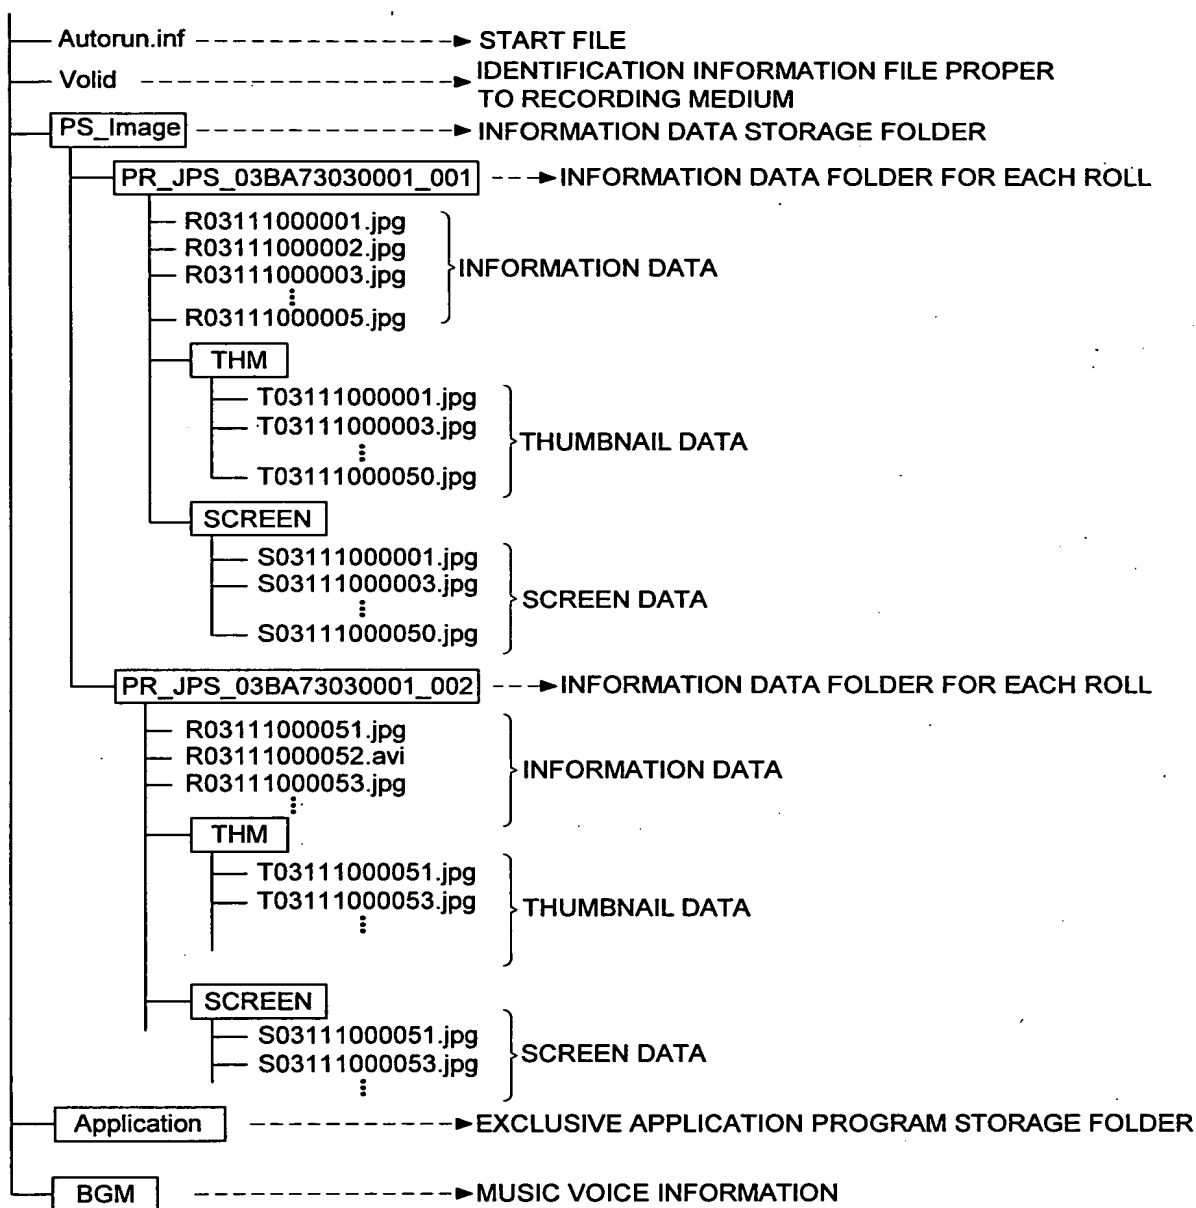 Autorun.inf START FILE
Volid IDENTIFICATION INFORMATION FILE PROPER
TO RECORDING MEDIUM
PS_Image INFORMATION DATA STORAGE FOLDER
PR_JPS_03BA73030001_001 INFORMATION DATA FOLDER FOR EACH ROLL
R03111000001.jpg
R03111000002.jpg
R03111000003.jpg
R03111000005.jpg
INFORMATION DATA
THM
T03111000001.jpg
T03111000003.jpg
T03111000050.jpg
THUMBNAIL DATA
SCREEN
S03111000001.jpg
S03111000003.jpg
S03111000050.jpg
SCREEN DATA
PR_JPS_03BA73030001_002 INFORMATION DATA FOLDER FOR EACH ROLL
R03111000051.jpg
R03111000052.avi
R03111000053.jpg
INFORMATION DATA
THM
T03111000051.jpg
T03111000053.jpg
THUMBNAIL DATA
SCREEN
S03111000051.jpg
S03111000053.jpg
SCREEN DATA
Application EXCLUSIVE APPLICATION PROGRAM STORAGE FOLDER
BGM MUSIC VOICE INFORMATION